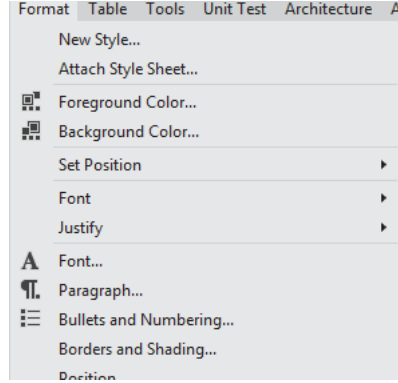 Format Table Tools Unit Test Architecture A
New Style...
Attach Style Sheet...
Foreground Color...
Background Color...
Set Position
Font
Justify
Font...
Paragraph...
Bullets and Numbering...
Borders and Shading...
Position